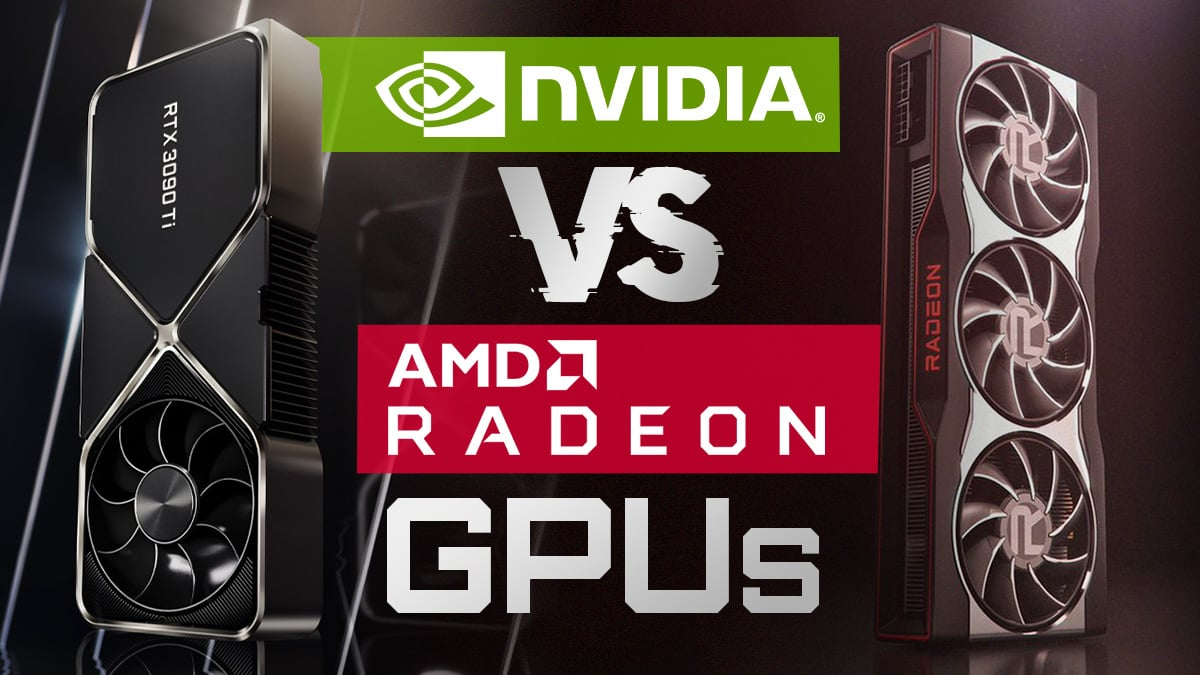 RTX 3090 Ti
NVIDIA®
VS
AMD
RADEON
GPUs
RADEON
R
R
R